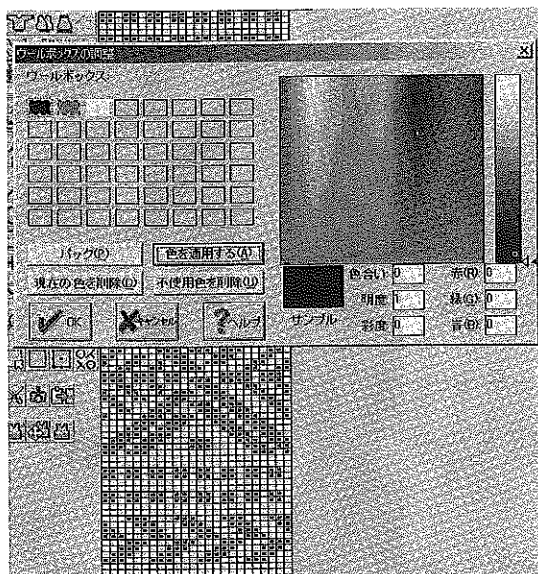 ウールボックスの調整
ウールボックス
パック(P)
色を適用する(A)
現在の色を削除(D)
不使用色を削除(U)
OK
キャンセル
ヘルプ
サンプル
色合い 0
明度 1
彩度 0
赤(R) 0
緑(G) 0
青(B) 0